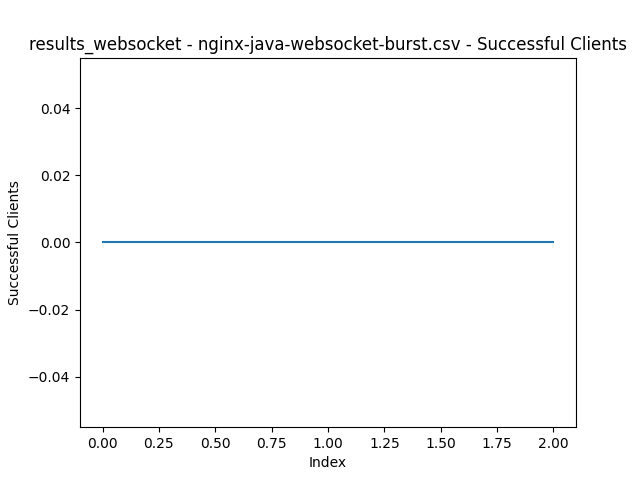 results_websocket - nginx-java-websocket-burst.csv - Successful Clients
0.04
0.02
0.00
−0.02
−0.04
Successful Clients
0.00 0.25 0.50 0.75 1.00 1.25 1.50 1.75 2.00
Index